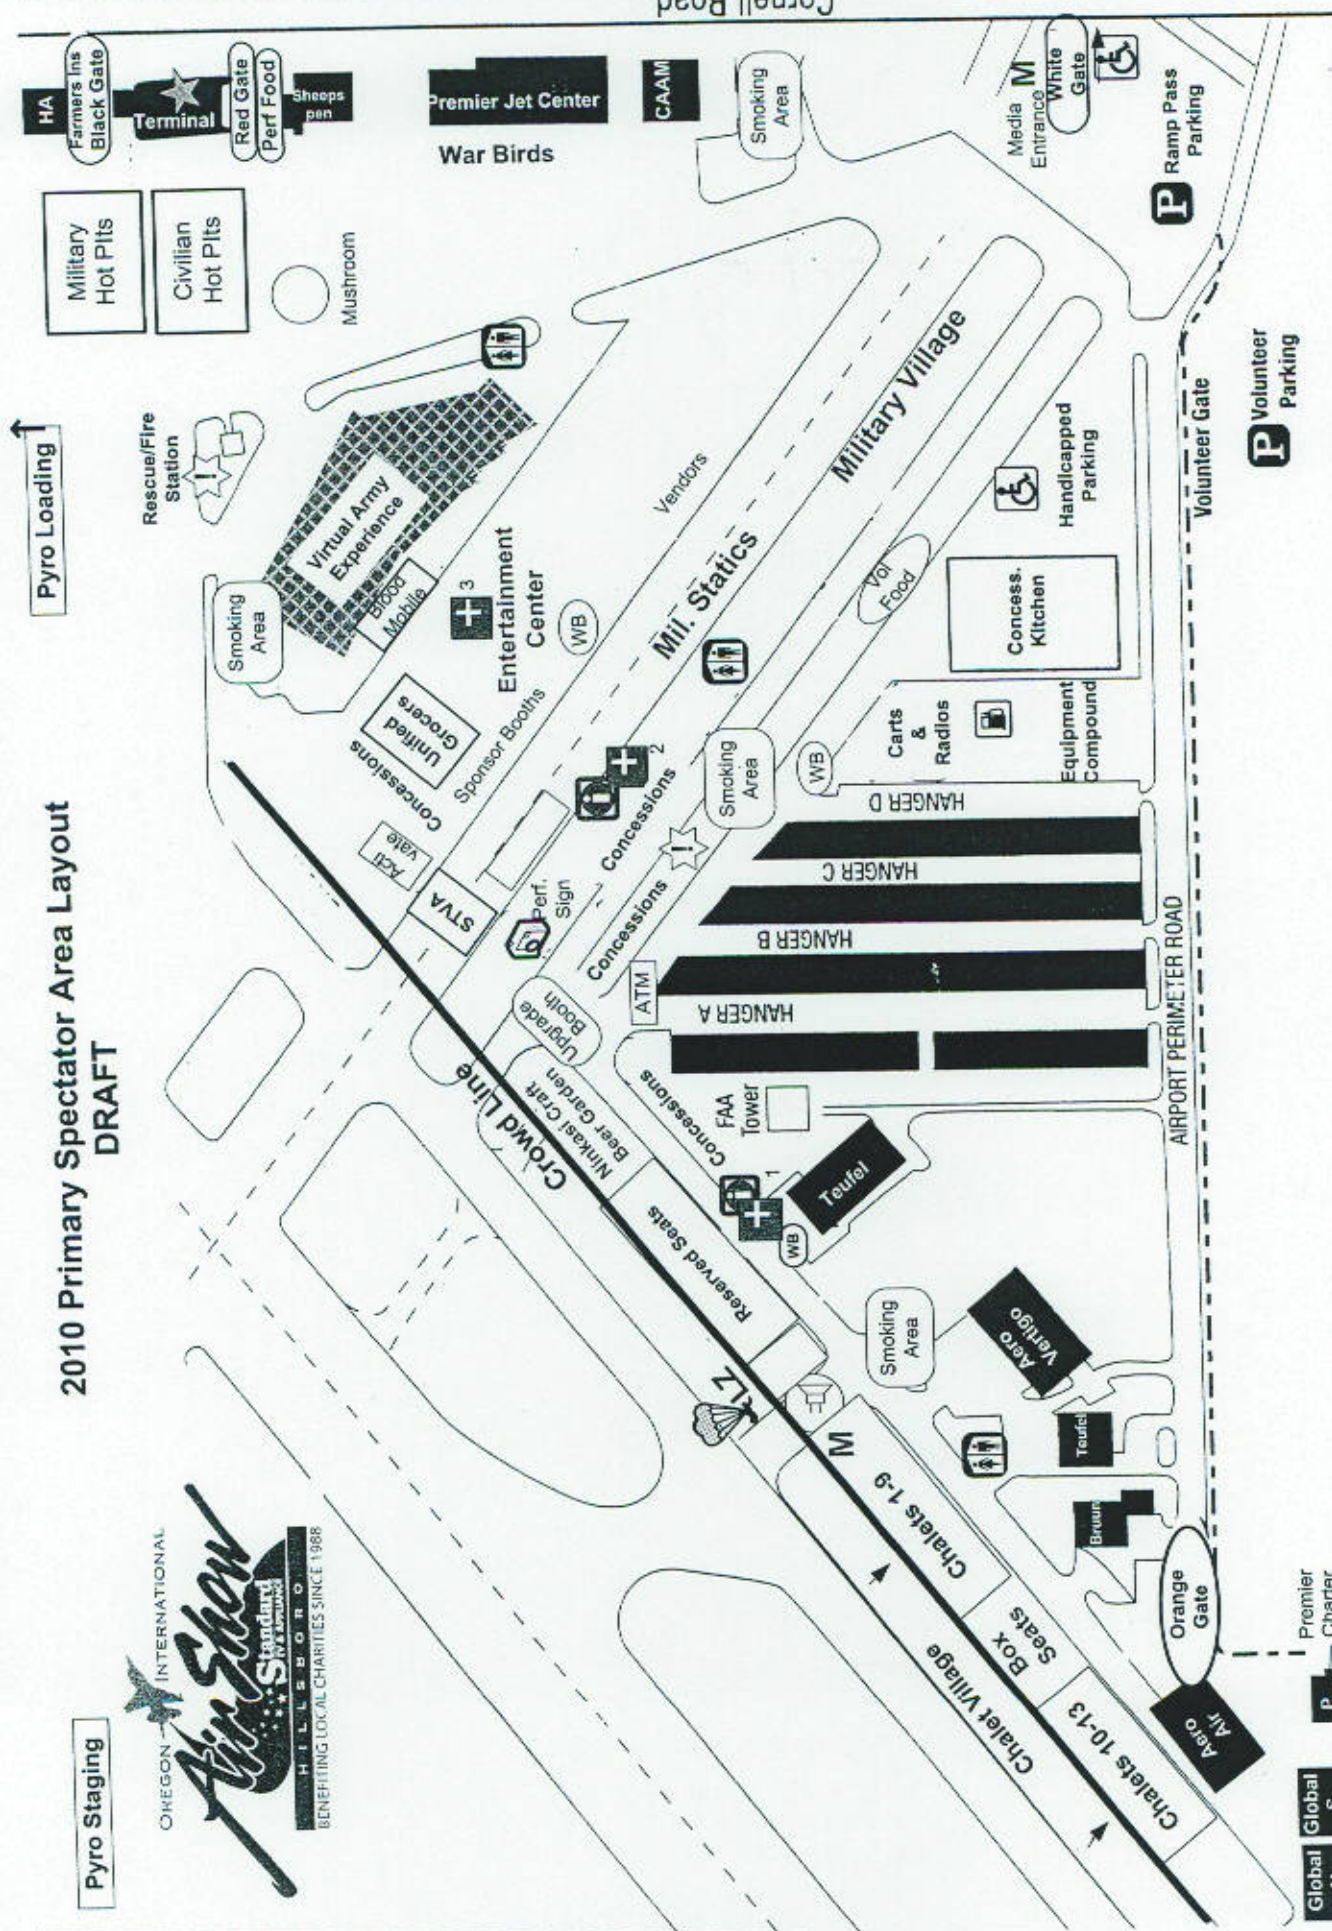 2010 Primary Spectator Area Layout
DRAFT
Pyro Staging
OREGON INTERNATIONAL
Air Show
Standard
TV & APPLIANCE
HILLSBORO
BENEFITING LOCAL CHARITIES SINCE 1988
Pyro Loading
Cornell Road
HA
Farmers Ins
Black Gate
Terminal
Red Gate
Perf Food
Sheeps
pen
Premier Jet Center
CAAM
War Birds
Smoking
Area
Media
Entrance
M
White
Gate
P
Ramp Pass
Parking
Military
Hot Pits
Civilian
Hot Pits
Mushroom
Rescue/Fire
Station
!
Smoking
Area
Virtual Army
Experience
Blood
Mobile
3
Entertainment
Center
WB
Vendors
Mil. Statics
Military Village
Unified
Grocers
Concessions
Sponsor Booths
Acti
vate
STVA
Perf.
Sign
2
Concessions
Concessions
!
Smoking
Area
WB
Vol
Food
Handicapped
Parking
Concess.
Kitchen
Carts
&
Radios
Equipment
Compound
Volunteer Gate
P
Volunteer
Parking
Upgrade
Booth
ATM
HANGER D
HANGER C
HANGER B
HANGER A
AIRPORT PERIMETER ROAD
Crowd Line
Ninkasi Craft
Beer Garden
Concessions
FAA
Tower
Teufel
1
WB
Reserved Seats
LZ
Smoking
Area
Aero
Vertigo
Teufel
Bruun
M
Chalets 1-9
Box
Seats
Chalets 10-13
Chalet Village
Orange
Gate
Aero
Air
Premier
Charter
P
Global
Global